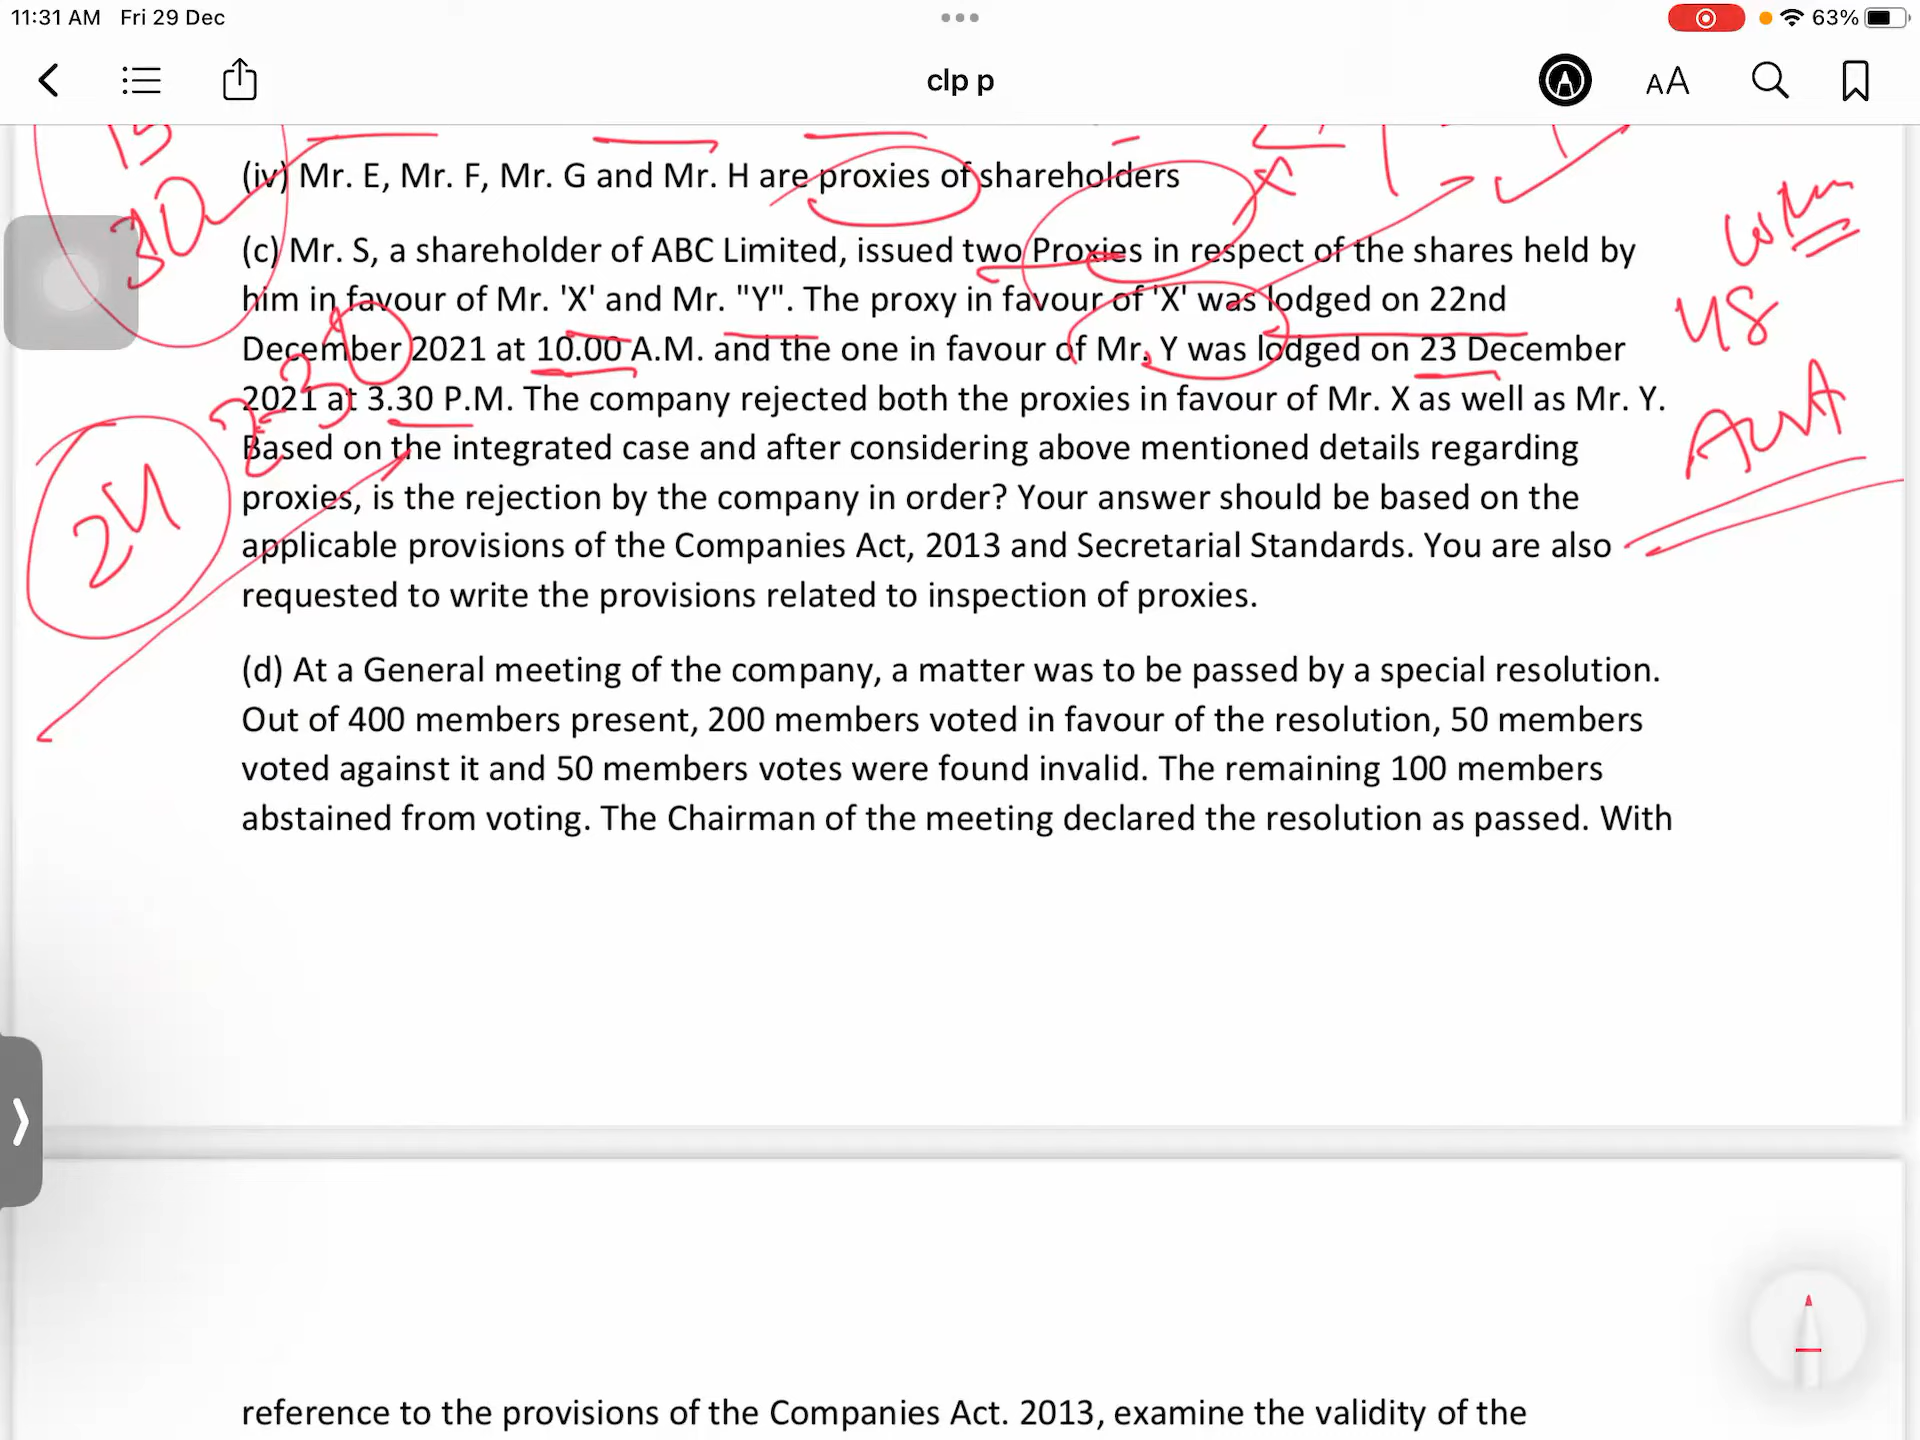 11:31 AM Fri 29 Dec
63%
clp p
15
30
(iv) Mr. E, Mr. F, Mr. G and Mr. H are proxies of shareholders
(c) Mr. S, a shareholder of ABC Limited, issued two Proxies in respect of the shares held by
him in favour of Mr. 'X' and Mr. "Y". The proxy in favour of 'X' was lodged on 22nd
December 2021 at 10.00 A.M. and the one in favour of Mr. Y was lodged on 23 December
2021 at 3.30 P.M. The company rejected both the proxies in favour of Mr. X as well as Mr. Y.
Based on the integrated case and after considering above mentioned details regarding
proxies, is the rejection by the company in order? Your answer should be based on the
applicable provisions of the Companies Act, 2013 and Secretarial Standards. You are also
requested to write the provisions related to inspection of proxies.
48
24
(d) At a General meeting of the company, a matter was to be passed by a special resolution.
Out of 400 members present, 200 members voted in favour of the resolution, 50 members
voted against it and 50 members votes were found invalid. The remaining 100 members
abstained from voting. The Chairman of the meeting declared the resolution as passed. With
reference to the provisions of the Companies Act. 2013, examine the validity of the